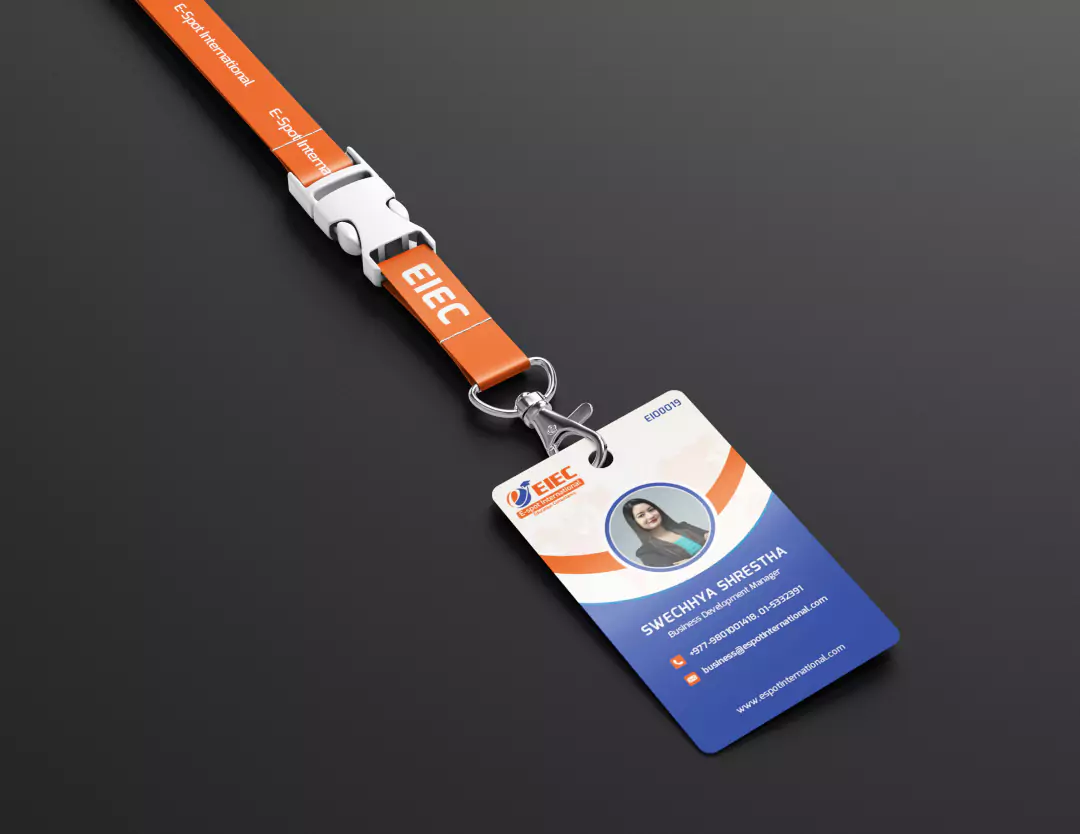 E-Spot International
E-Spot Interna
EIEC
EI00019
EIEC
E-spot International
SWECHHYA SHRESTHA
Business Development Manager
+977-9801001418, 01-5332391
business@espotinternational.com
www.espotinternational.com